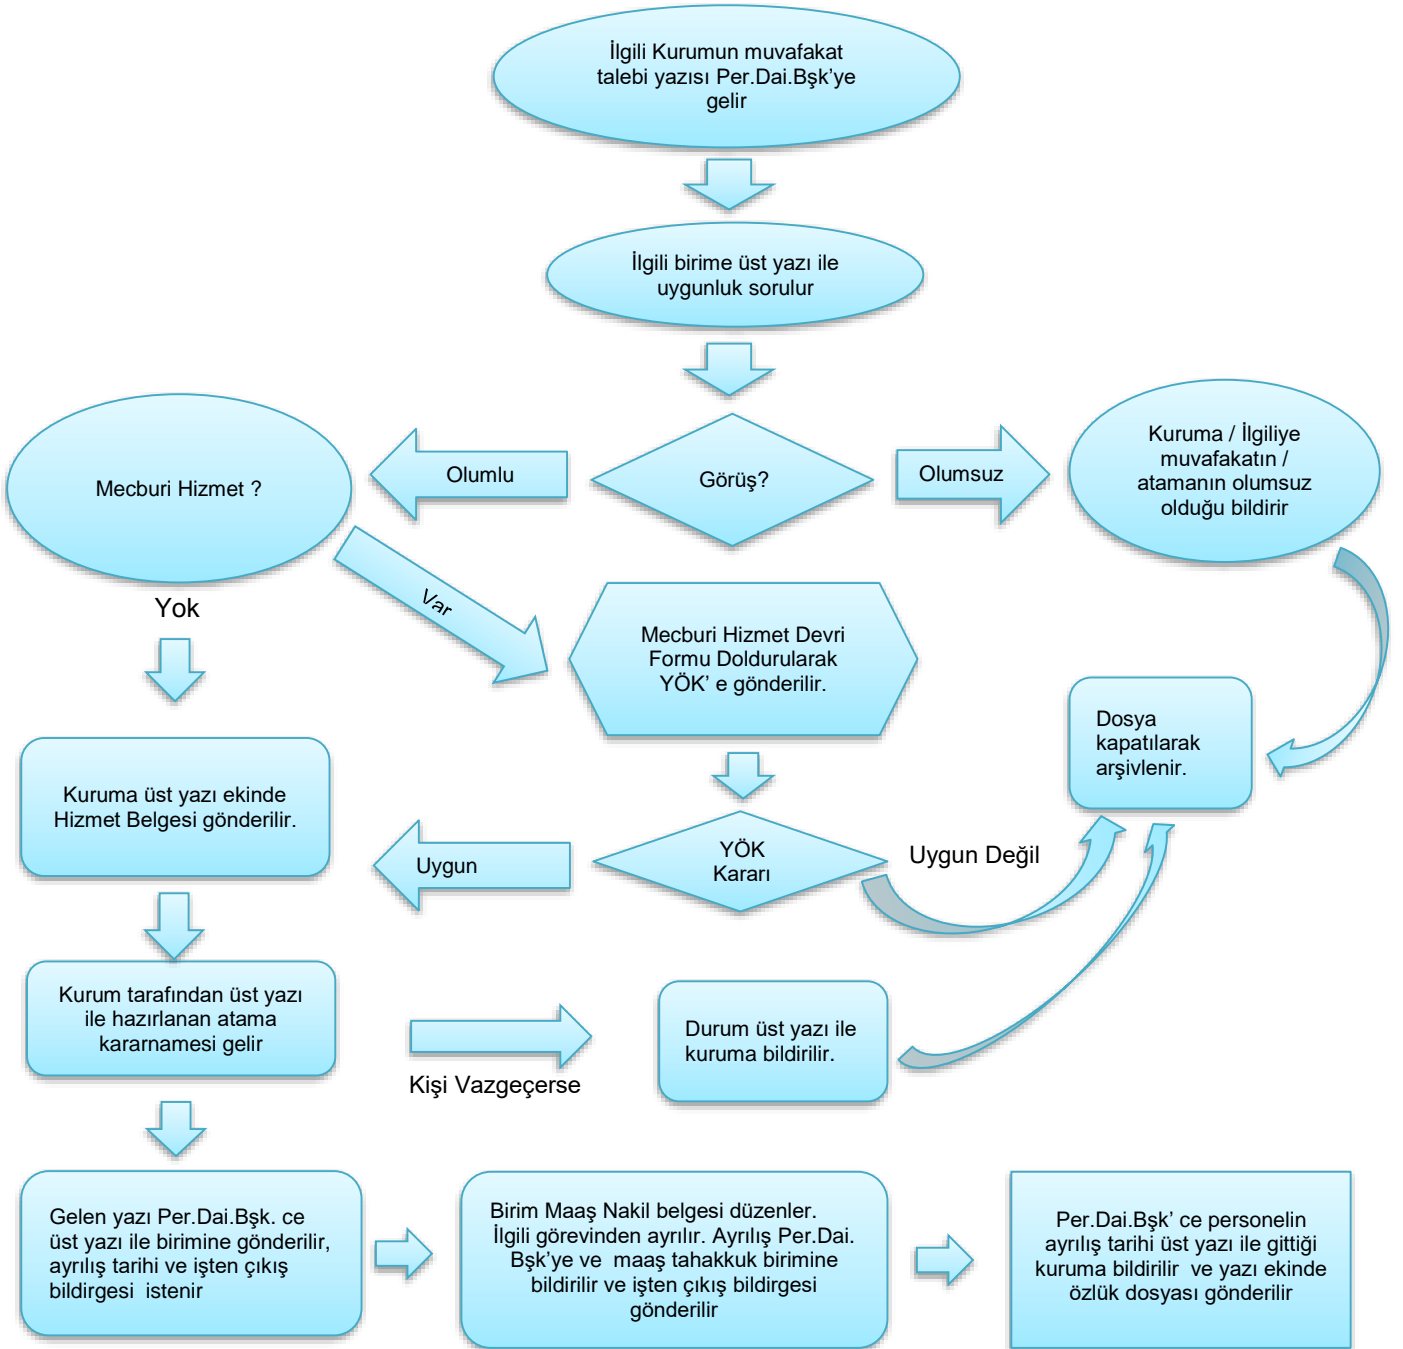 İlgili Kurumun muvafakat
talebi yazısı Per.Dai.Bşk’ye
gelir
İlgili birime üst yazı ile
uygunluk sorulur
Mecburi Hizmet ?
Olumlu
Görüş?
Olumsuz
Kuruma / İlgiliye
muvafakatın /
atamanın olumsuz
olduğu bildirir
Yok
Var
Mecburi Hizmet Devri
Formu Doldurularak
YÖK’ e gönderilir.
Dosya
kapatılarak
arşivlenir.
Kuruma üst yazı ekinde
Hizmet Belgesi gönderilir.
Uygun
YÖK
Kararı
Uygun Değil
Kurum tarafından üst yazı
ile hazırlanan atama
kararnamesi gelir
Kişi Vazgeçerse
Durum üst yazı ile
kuruma bildirilir.
Gelen yazı Per.Dai.Bşk. ce
üst yazı ile birimine gönderilir,
ayrılış tarihi ve işten çıkış
bildirgesi istenir
Birim Maaş Nakil belgesi düzenler.
İlgili görevinden ayrılır. Ayrılış Per.Dai.
Bşk’ye ve maaş tahakkuk birimine
bildirilir ve işten çıkış bildirgesi
gönderilir
Per.Dai.Bşk’ ce personelin
ayrılış tarihi üst yazı ile gittiği
kuruma bildirilir ve yazı ekinde
özlük dosyası gönderilir